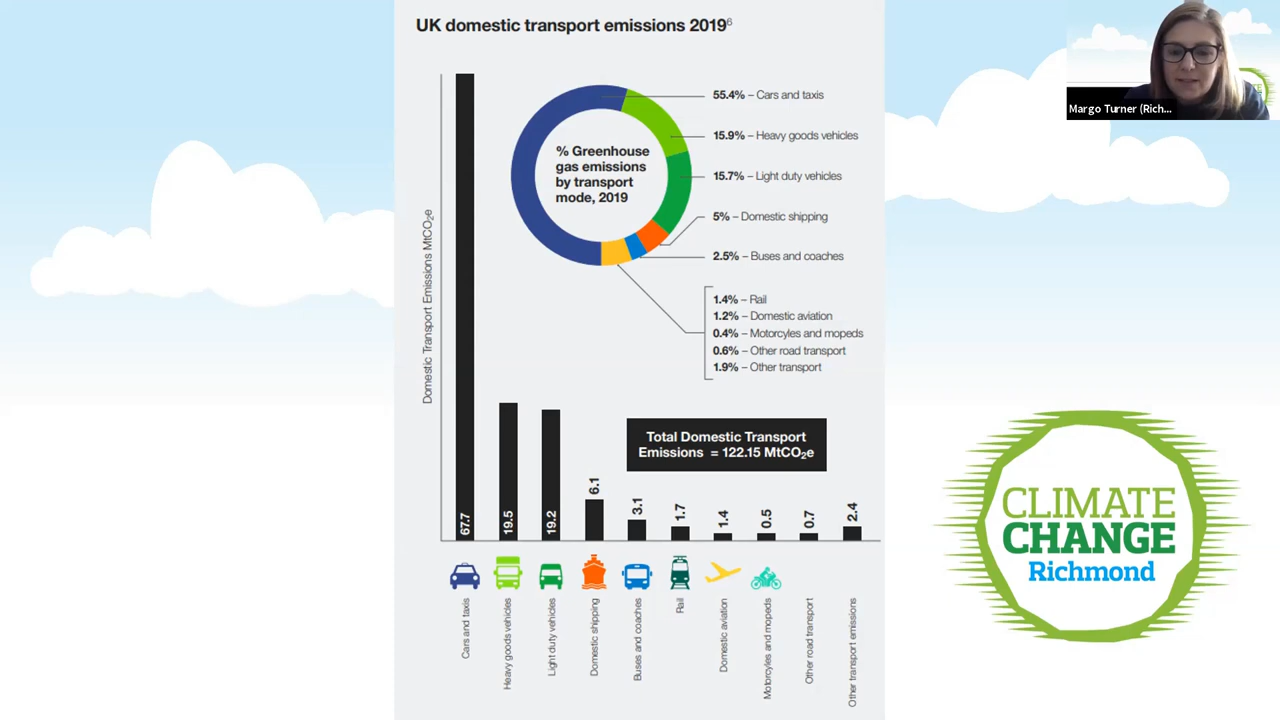 UK domestic transport emissions 2019⁶
Margo Turner (Rich...
Domestic Transport Emissions MtCO₂e
% Greenhouse
gas emissions
by transport
mode, 2019
55.4% – Cars and taxis
15.9% – Heavy goods vehicles
15.7% – Light duty vehicles
5% – Domestic shipping
2.5% – Buses and coaches
1.4% – Rail
1.2% – Domestic aviation
0.4% – Motorcyles and mopeds
0.6% – Other road transport
1.9% – Other transport
Total Domestic Transport
Emissions = 122.15 MtCO₂e
67.7
19.5
19.2
6.1
3.1
1.7
1.4
0.5
0.7
2.4
Cars and taxis
Heavy goods vehicles
Light duty vehicles
Domestic shipping
Buses and coaches
Rail
Domestic aviation
Motorcyles and mopeds
Other road transport
Other transport emissions
CLIMATE
CHANGE
Richmond